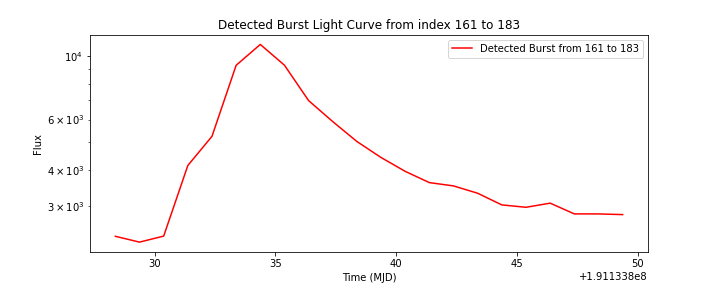 Detected Burst Light Curve from index 161 to 183
Detected Burst from 161 to 183
Flux
10⁴
6 × 10³
4 × 10³
3 × 10³
30 35 40 45 50
Time (MJD)
+1.911338e8